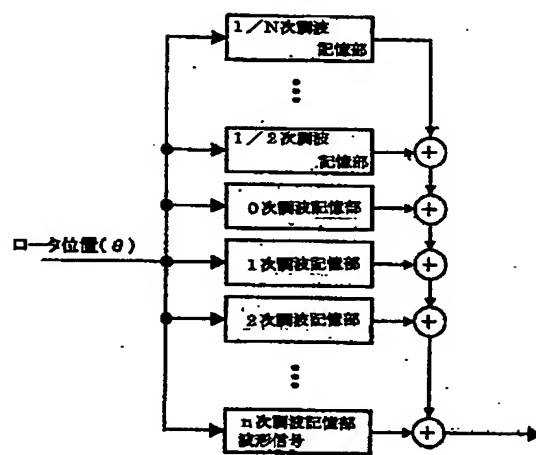 1／N次調波
記憶部
1／2次調波
記憶部
0次調波記憶部
ロータ位置(θ)
1次調波記憶部
2次調波記憶部
n次調波記憶部
波形信号